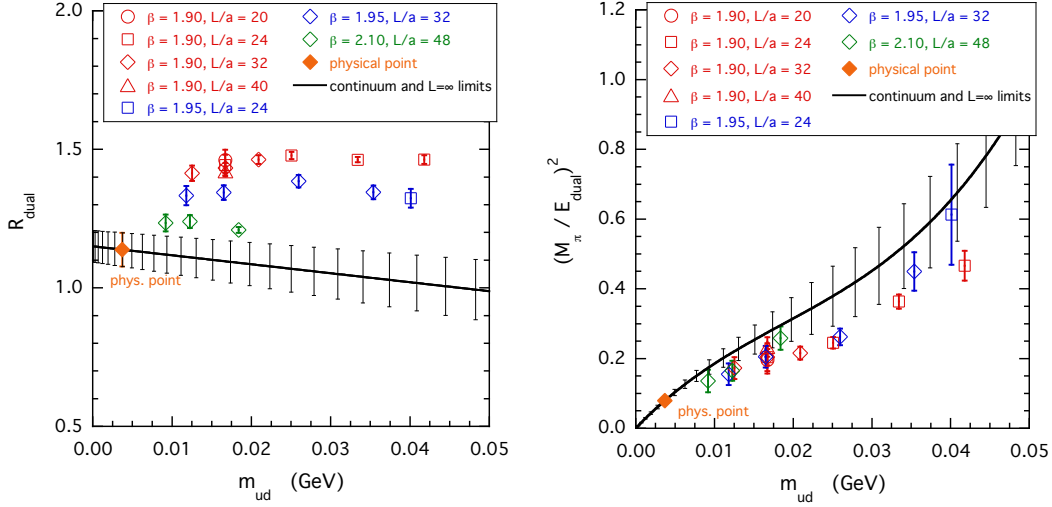 β = 1.90, L/a = 20
β = 1.90, L/a = 24
β = 1.90, L/a = 32
β = 1.90, L/a = 40
β = 1.95, L/a = 24
β = 1.95, L/a = 32
β = 2.10, L/a = 48
physical point
continuum and L=∞ limits
2.0
1.5
1.0
0.5
R_dual
phys. point
0.00 0.01 0.02 0.03 0.04 0.05
m_ud (GeV)
β = 1.90, L/a = 20
β = 1.90, L/a = 24
β = 1.90, L/a = 32
β = 1.90, L/a = 40
β = 1.95, L/a = 24
β = 1.95, L/a = 32
β = 2.10, L/a = 48
physical point
continuum and L=∞ limits
1.2
1.0
0.8
0.6
0.4
0.2
0.0
(M_π / E_dual)^2
phys. point
0.00 0.01 0.02 0.03 0.04 0.05
m_ud (GeV)